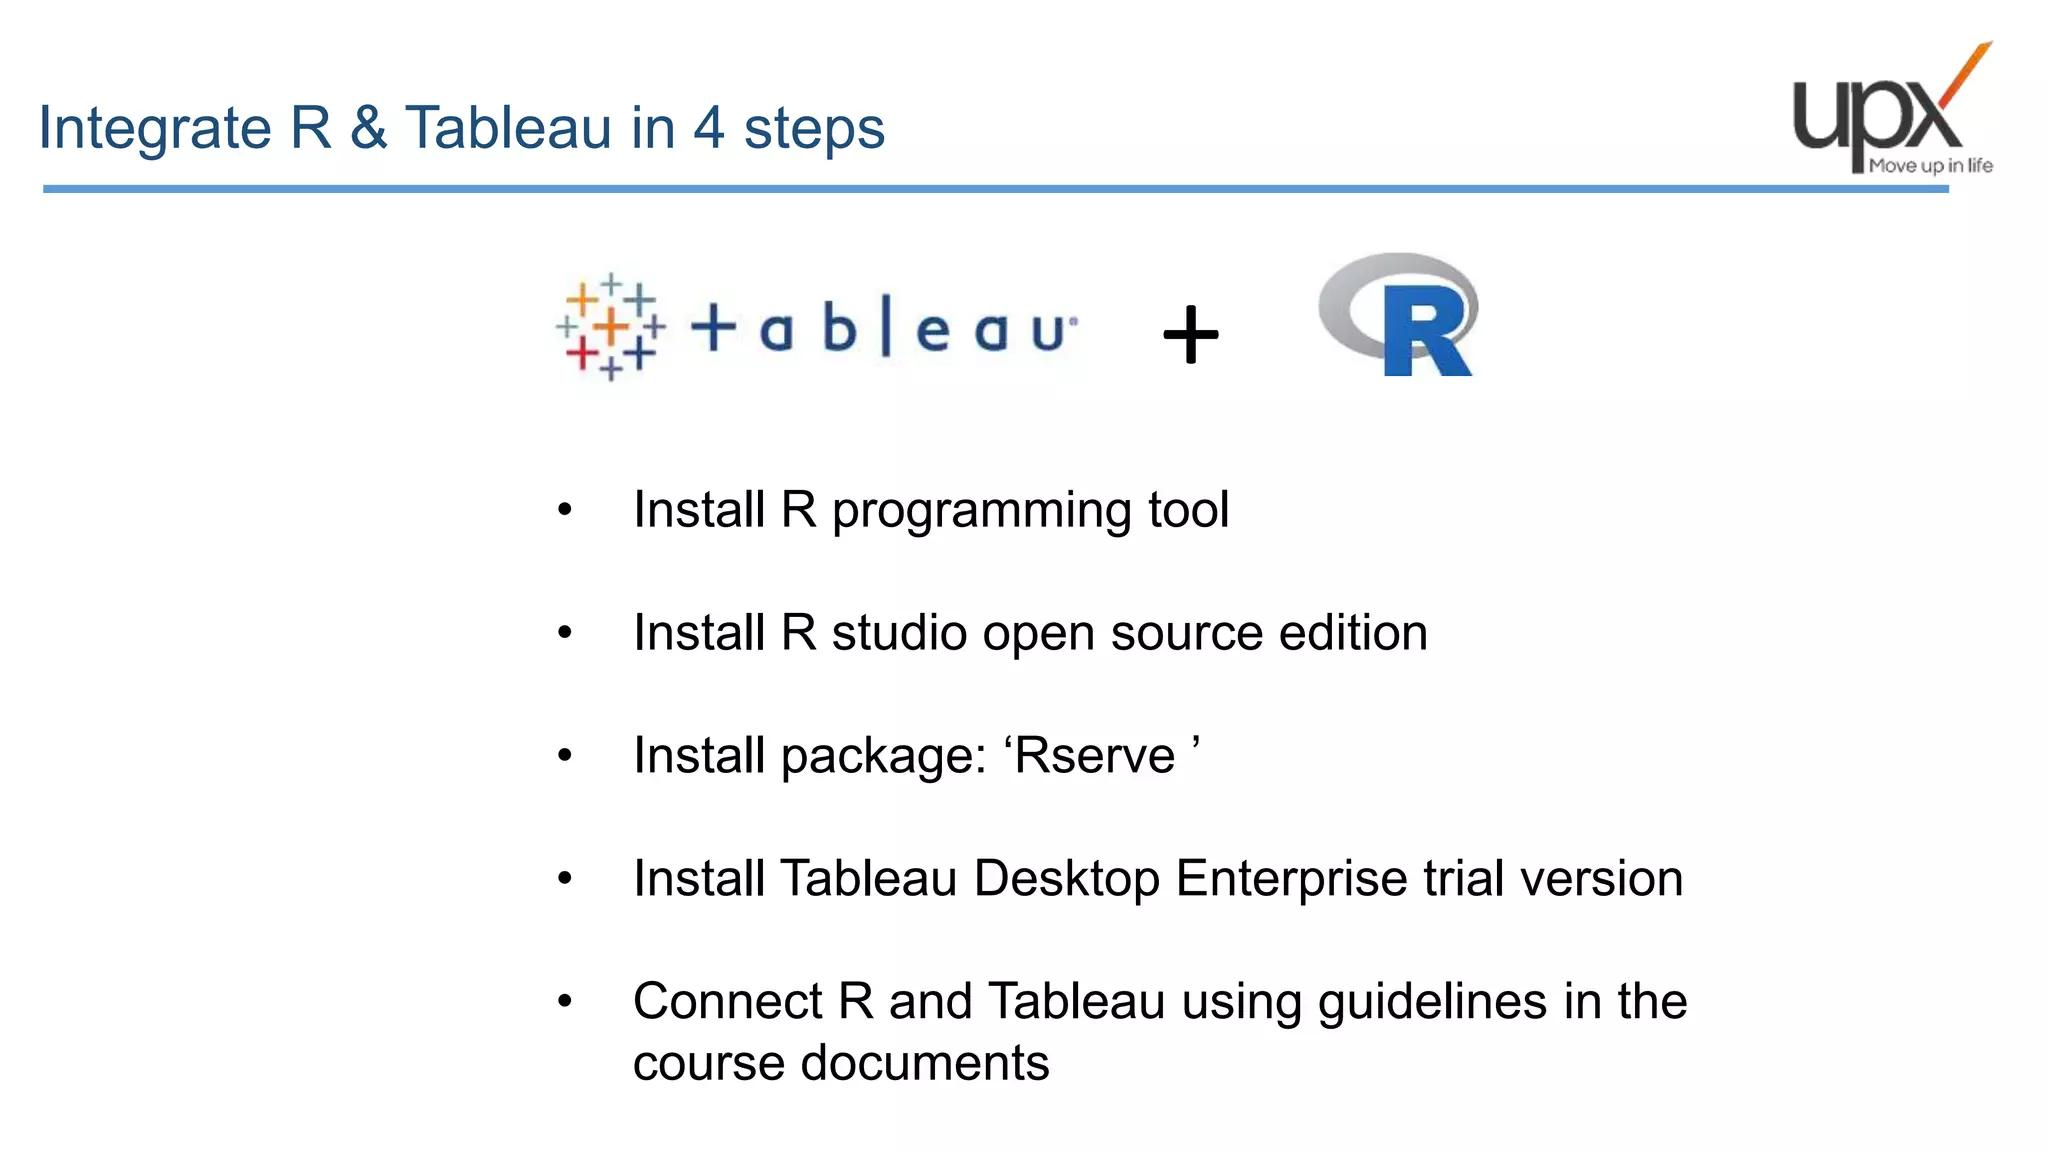 Integrate R & Tableau in 4 steps
upx
Move up in life
+ableau®
+
R
• Install R programming tool
• Install R studio open source edition
• Install package: ‘Rserve ’
• Install Tableau Desktop Enterprise trial version
• Connect R and Tableau using guidelines in the
course documents